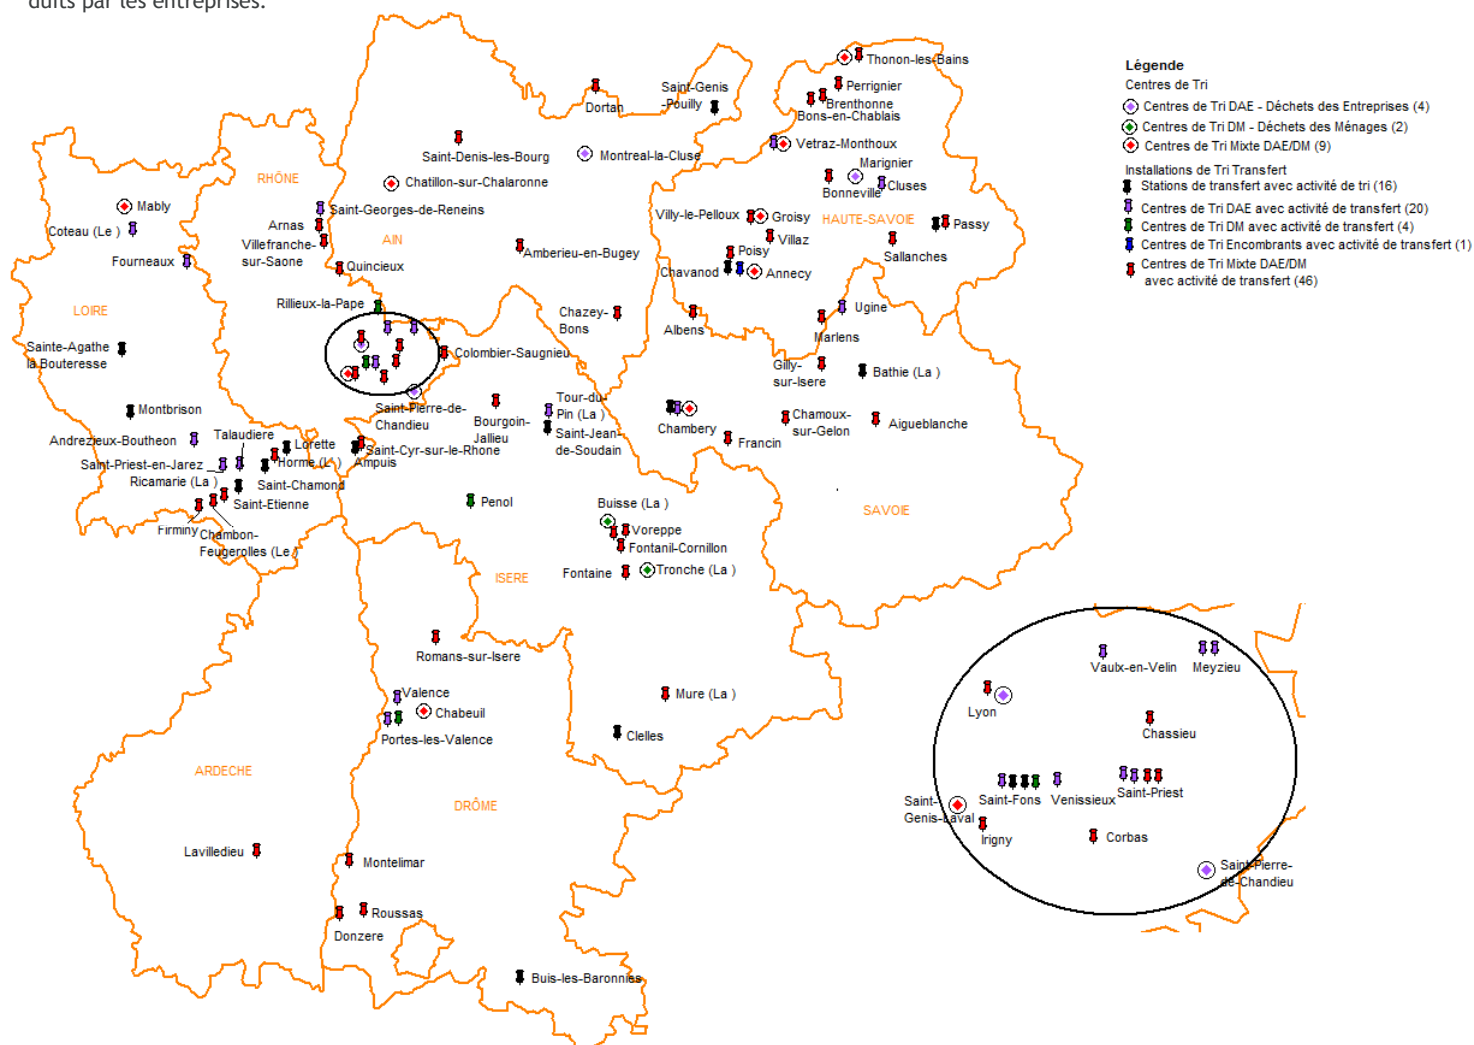 duits par les entreprises.
Légende
Centres de Tri
Centres de Tri DAE - Déchets des Entreprises (4)
Centres de Tri DM - Déchets des Ménages (2)
Centres de Tri Mixte DAE/DM (9)
Installations de Tri Transfert
Stations de transfert avec activité de tri (16)
Centres de Tri DAE avec activité de transfert (20)
Centres de Tri DM avec activité de transfert (4)
Centres de Tri Encombrants avec activité de transfert (1)
Centres de Tri Mixte DAE/DM
avec activité de transfert (46)
Thonon-les-Bains
Perrignier
Brenthonne
Bons-en-Chablais
Saint-Genis
-Pouilly
Dortan
Saint-Denis-les-Bourg
Montreal-la-Cluse
Vetraz-Monthoux
Marignier
Bonneville
Cluses
Chatillon-sur-Chalaronne
RHÔNE
Mably
Saint-Georges-de-Reneins
Coteau (Le )
Arnas
Villefranche-
sur-Saone
AIN
Villy-le-Pelloux
Groisy
HAUTE-SAVOIE
Passy
Villaz
Sallanches
Poisy
Chavanod
Annecy
Amberieu-en-Bugey
Fourneaux
Quincieux
Rillieux-la-Pape
LOIRE
Chazey-
Bons
Albens
Ugine
Marlens
Sainte-Agathe
la Bouteresse
Colombier-Saugnieu
Gilly-
sur-Isere
Bathie (La )
Saint-Pierre-de-
Chandieu
Bourgoin-
Jallieu
Tour-du-
Pin (La )
Saint-Jean-
de-Soudain
Chambery
Francin
Chamoux-
sur-Gelon
Aigueblanche
Montbrison
Andrezieux-Boutheon
Talaudiere
Lorette
Horme (L' )
Saint-Cyr-sur-le-Rhone
Ampuis
Saint-Priest-en-Jarez
Ricamarie (La )
Saint-Chamond
Saint-Etienne
Firminy
Chambon-
Feugerolles (Le )
Penol
Buisse (La )
Voreppe
Fontanil-Cornillon
Fontaine
Tronche (La )
SAVOIE
ISERE
Romans-sur-Isere
Valence
Chabeuil
Portes-les-Valence
Mure (La )
Clelles
ARDECHE
DRÔME
Lavilledieu
Montelimar
Roussas
Donzere
Buis-les-Baronnies
Vaulx-en-Velin
Meyzieu
Lyon
Chassieu
Saint-Fons
Venissieux
Saint-Priest
Saint-
Genis-Laval
Irigny
Corbas
Saint-Pierre-
de-Chandieu